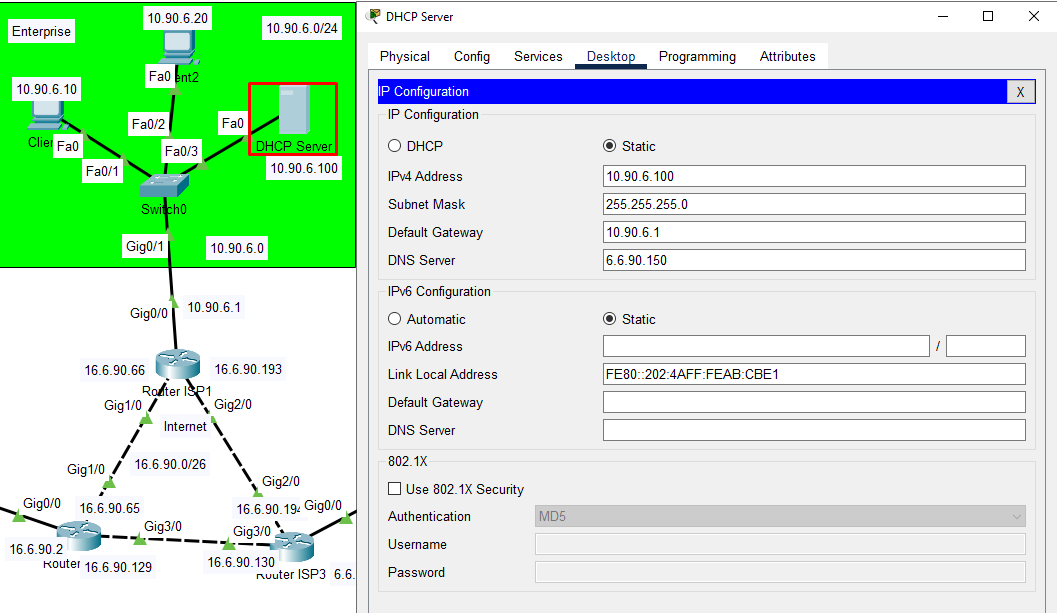 Enterprise
10.90.6.20
10.90.6.0/24
Fa0
ent2
10.90.6.10
Clien
Fa0
Fa0/2
Fa0
DHCP Server
Fa0/1
Fa0/3
10.90.6.100
Switch0
Gig0/1
10.90.6.0
Gig0/0
10.90.6.1
16.6.90.66
16.6.90.193
Router ISP1
Gig1/0
Gig2/0
Internet
16.6.90.0/26
Gig1/0
Gig2/0
Gig0/0
16.6.90.65
16.6.90.194
Gig0/0
Gig3/0
Gig3/0
16.6.90.2
Router
16.6.90.129
16.6.90.130
Router ISP3
6.6.
DHCP Server
Physical Config Services Desktop Programming Attributes
IP Configuration X
IP Configuration
DHCP Static
IPv4 Address 10.90.6.100
Subnet Mask 255.255.255.0
Default Gateway 10.90.6.1
DNS Server 6.6.90.150
IPv6 Configuration
Automatic Static
IPv6 Address /
Link Local Address FE80::202:4AFF:FEAB:CBE1
Default Gateway
DNS Server
802.1X
Use 802.1X Security
Authentication MD5
Username
Password